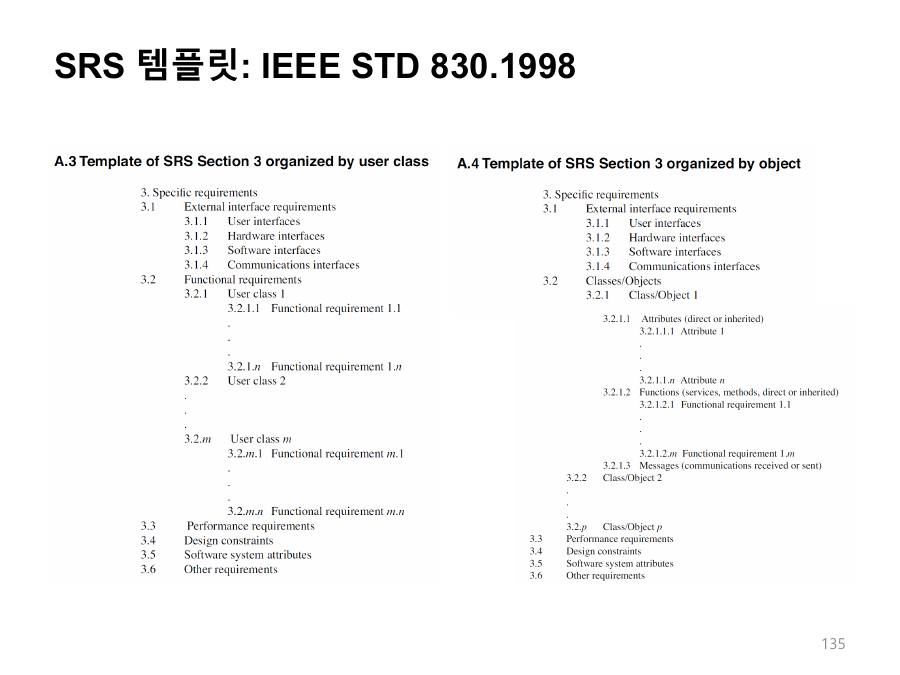 SRS 템플릿: IEEE STD 830.1998
A.3 Template of SRS Section 3 organized by user class
3. Specific requirements
3.1 External interface requirements
3.1.1 User interfaces
3.1.2 Hardware interfaces
3.1.3 Software interfaces
3.1.4 Communications interfaces
3.2 Functional requirements
3.2.1 User class 1
3.2.1.1 Functional requirement 1.1
.
.
.
3.2.1.n Functional requirement 1.n
3.2.2 User class 2
.
.
.
3.2.m User class m
3.2.m.1 Functional requirement m.1
.
.
.
3.2.m.n Functional requirement m.n
3.3 Performance requirements
3.4 Design constraints
3.5 Software system attributes
3.6 Other requirements
A.4 Template of SRS Section 3 organized by object
3. Specific requirements
3.1 External interface requirements
3.1.1 User interfaces
3.1.2 Hardware interfaces
3.1.3 Software interfaces
3.1.4 Communications interfaces
3.2 Classes/Objects
3.2.1 Class/Object 1
3.2.1.1 Attributes (direct or inherited)
3.2.1.1.1 Attribute 1
.
.
.
3.2.1.1.n Attribute n
3.2.1.2 Functions (services, methods, direct or inherited)
3.2.1.2.1 Functional requirement 1.1
.
.
.
3.2.1.2.m Functional requirement 1.m
3.2.1.3 Messages (communications received or sent)
3.2.2 Class/Object 2
.
.
.
3.2.p Class/Object p
3.3 Performance requirements
3.4 Design constraints
3.5 Software system attributes
3.6 Other requirements
135